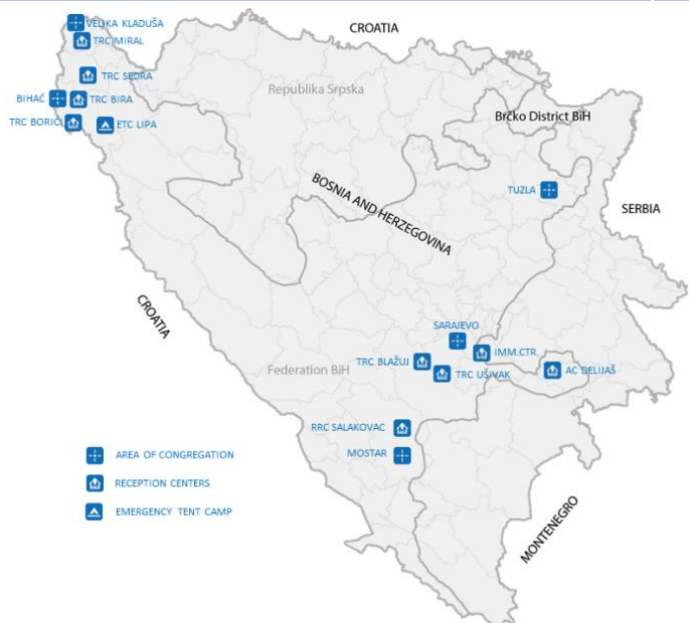 CROATIA
VELIKA KLADUŠA
TRC MIRAL
TRC SEDRA
Republika Srpska
BIHAĆ
TRC BIRA
TRC BORICI
ETC LIPA
Brčko District BiH
BOSNIA AND HERZEGOVINA
TUZLA
SERBIA
CROATIA
SARAJEVO
IMM.CTR.
TRC BLAŽUJ
Federation BiH
TRC UŠIVAK
AC DELIJAŠ
RRC SALAKOVAC
MOSTAR
AREA OF CONGREGATION
RECEPTION CENTERS
EMERGENCY TENT CAMP
MONTENEGRO